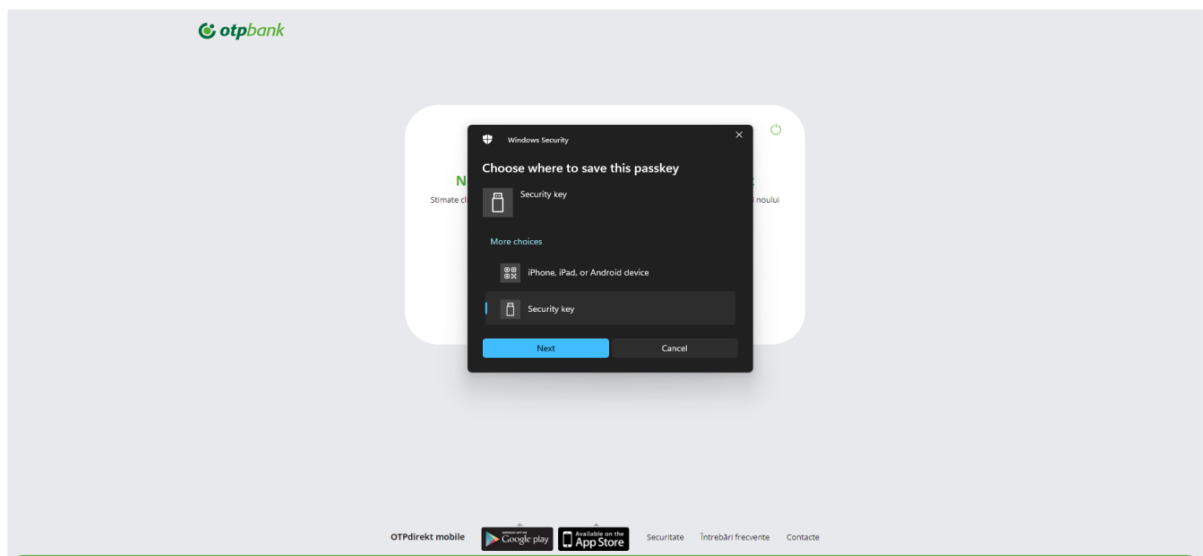 otpbank
Windows Security
Choose where to save this passkey
Security key
N
Stimate cl
i noului
More choices
iPhone, iPad, or Android device
Security key
Next
Cancel
OTPdirekt mobile
Google play
Available on the
App Store
Securitate
Întrebări frecvente
Contacte